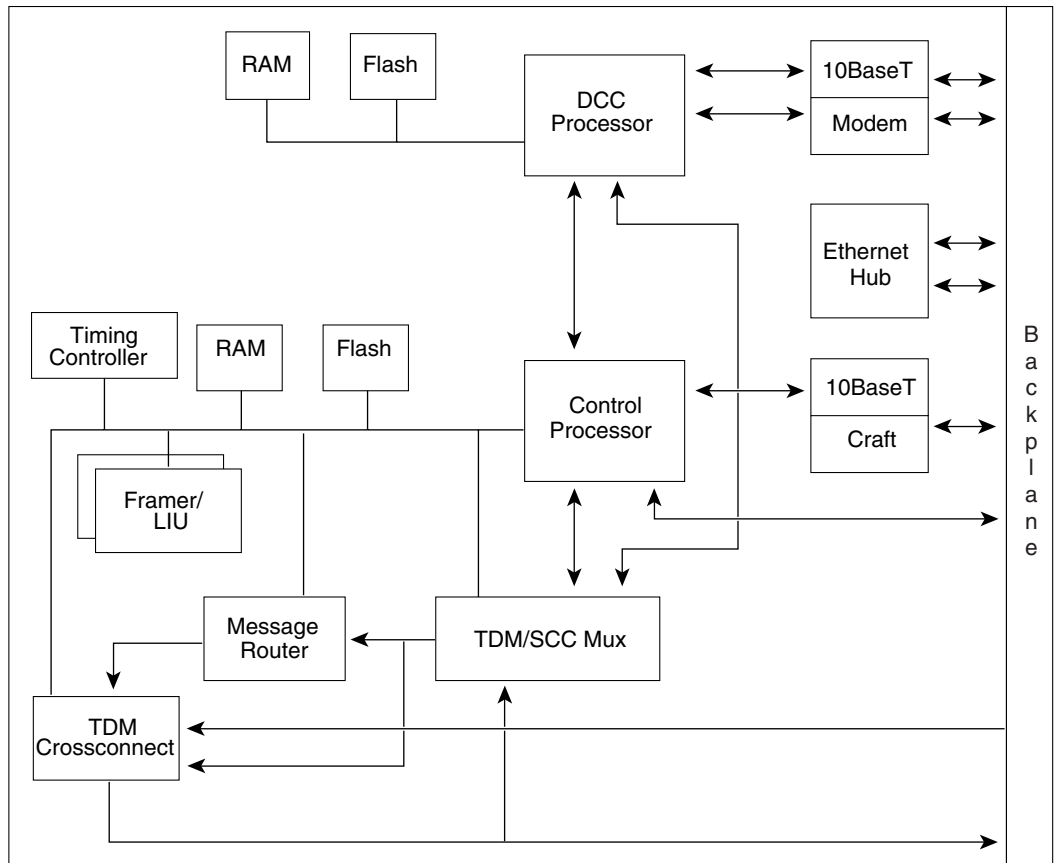 RAM
Flash
DCC
Processor
10BaseT
Modem
Ethernet
Hub
Timing
Controller
RAM
Flash
Control
Processor
10BaseT
Craft
Framer/
LIU
Message
Router
TDM/SCC Mux
TDM
Crossconnect
Backplane